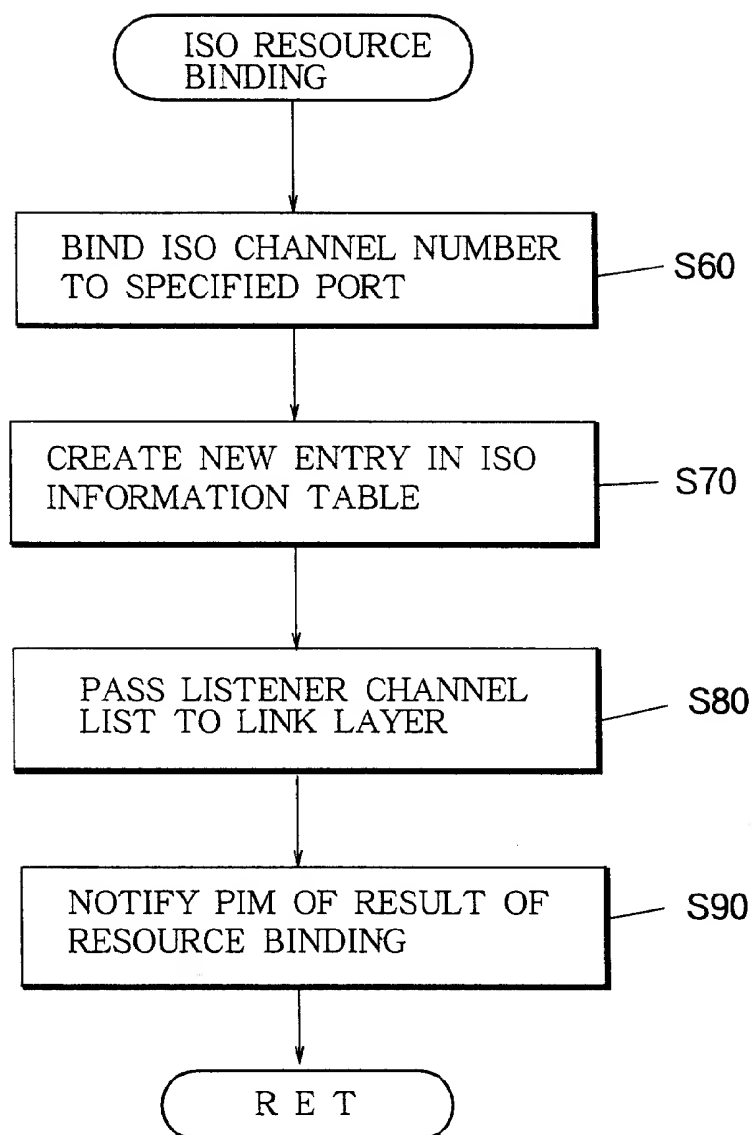 ISO RESOURCE
BINDING
BIND ISO CHANNEL NUMBER
TO SPECIFIED PORT
S60
CREATE NEW ENTRY IN ISO
INFORMATION TABLE
S70
PASS LISTENER CHANNEL
LIST TO LINK LAYER
S80
NOTIFY PIM OF RESULT OF
RESOURCE BINDING
S90
R E T